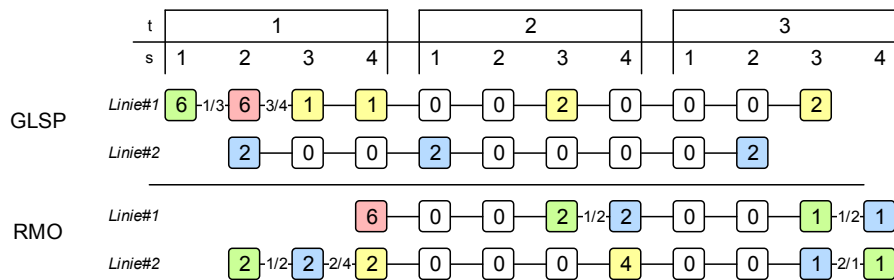 t 1 2 3
s 1 2 3 4 1 2 3 4 1 2 3 4
GLSP
Linie#1 6 1/3 6 3/4 1 1 0 0 2 0 0 0 2
Linie#2 2 0 0 2 0 0 0 0 2
RMO
Linie#1 6 0 0 2 1/2 2 0 0 1 1/2 1
Linie#2 2 1/2 2 2/4 2 0 0 0 4 0 0 1 2/1 1